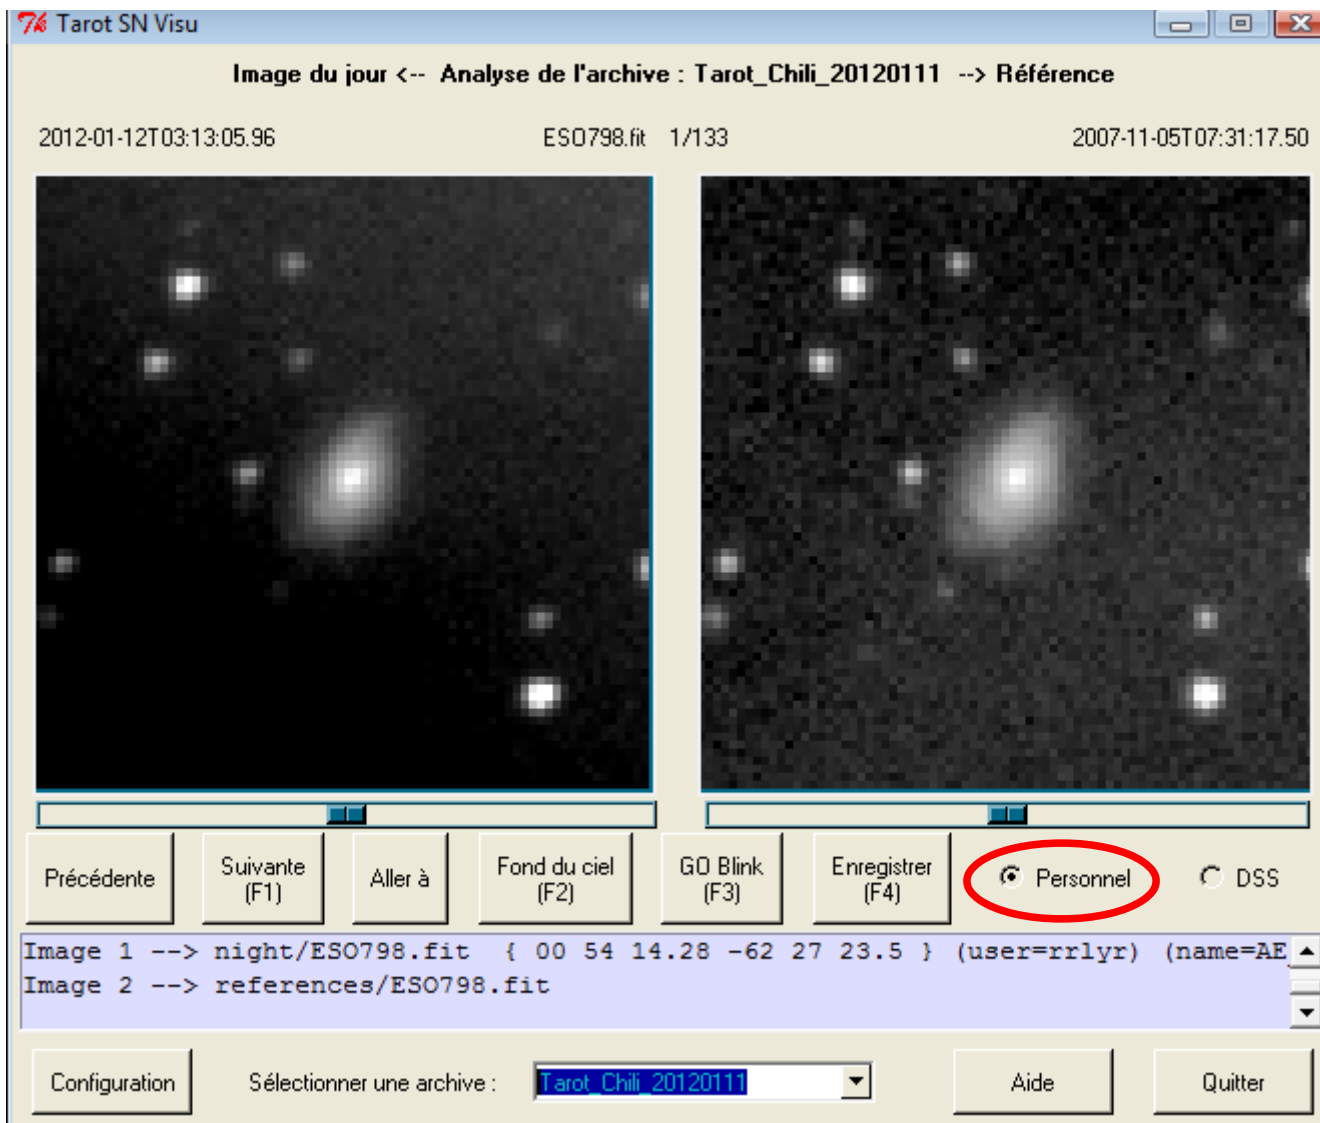 Tarot SN Visu
Image du jour <-- Analyse de l'archive : Tarot_Chili_20120111 --> Référence
2012-01-12T03:13:05.96 ESO798.fit 1/133 2007-11-05T07:31:17.50
Précédente Suivante (F1) Aller à Fond du ciel (F2) GO Blink (F3) Enregistrer (F4) Personnel DSS
Image 1 --> night/ESO798.fit { 00 54 14.28 -62 27 23.5 } (user=rrlyr) (name=AE_
Image 2 --> references/ESO798.fit
Configuration Sélectionner une archive : Tarot_Chili_20120111 Aide Quitter